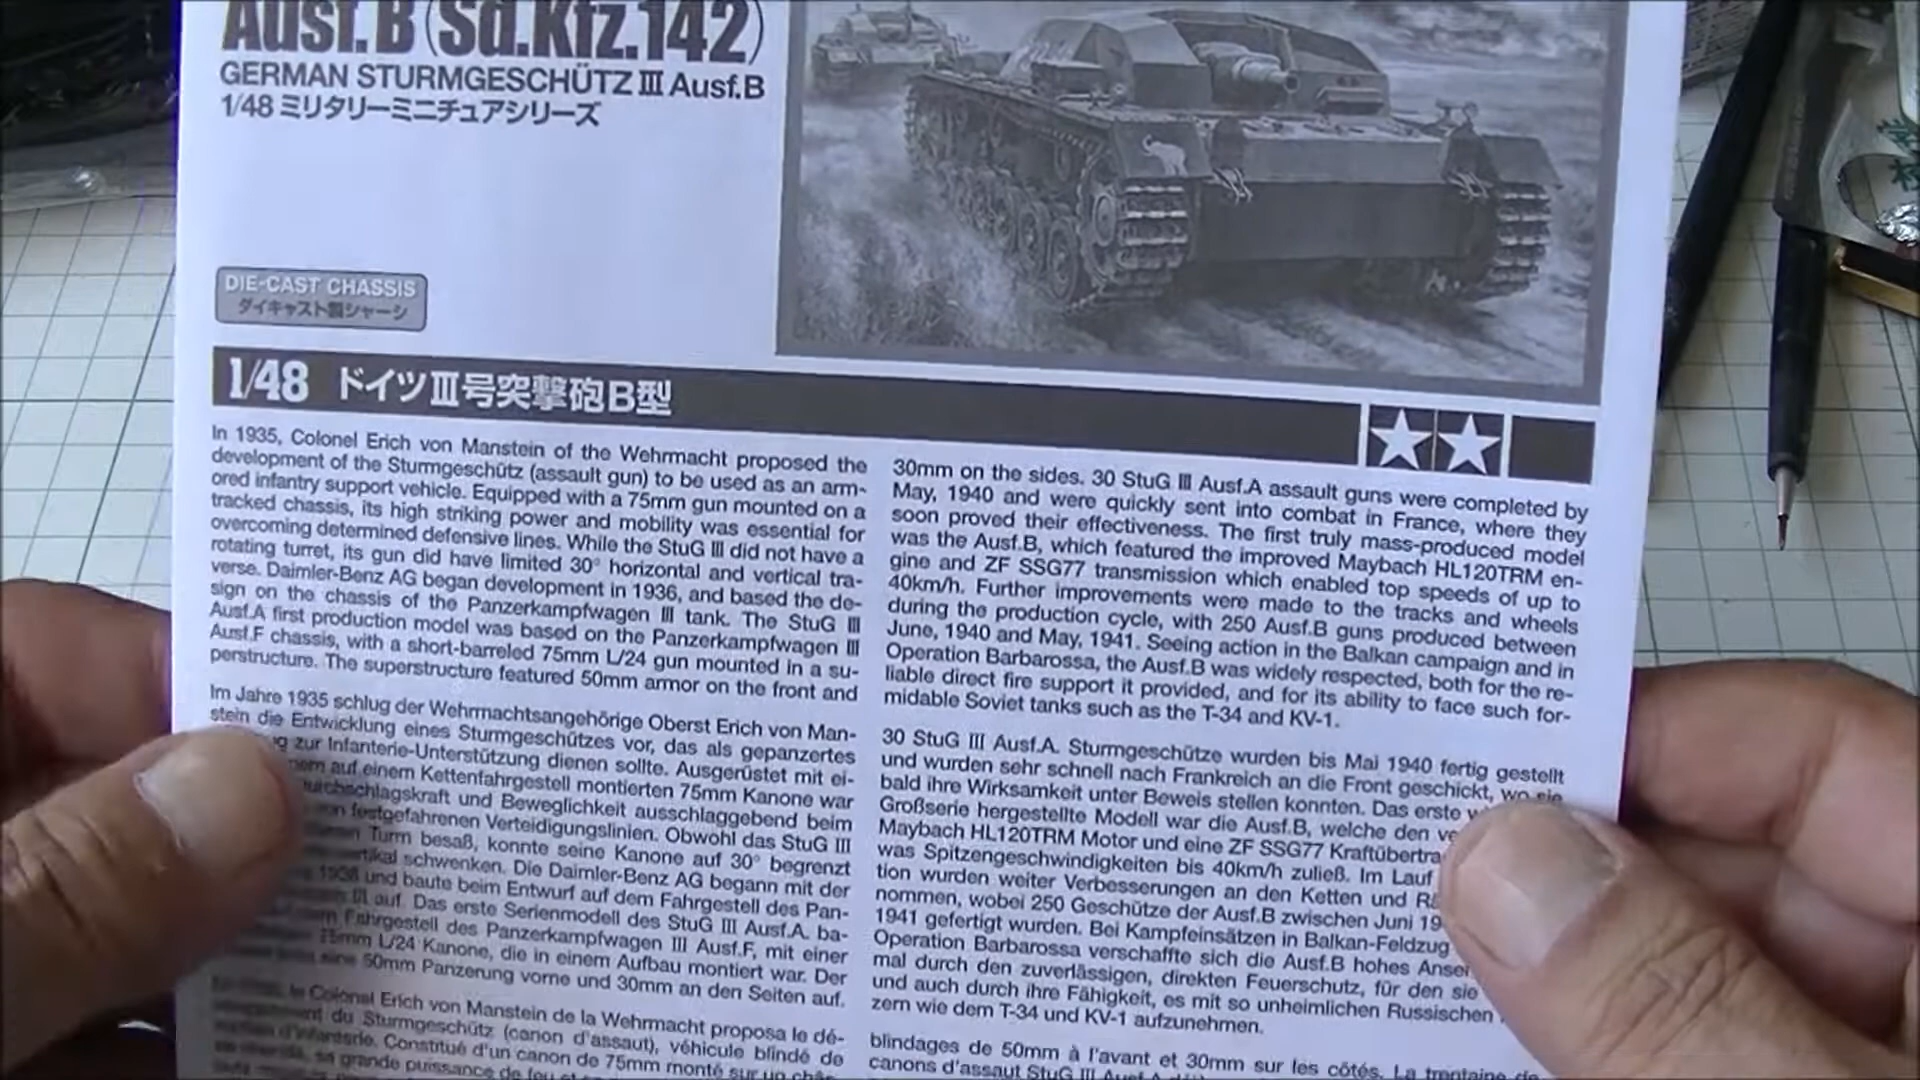 Ausf.B (Sd.Kfz.142)
GERMAN STURMGESCHÜTZ III Ausf.B
1/48 ミリタリーミニチュアシリーズ
DIE-CAST CHASSIS
ダイキャスト製シャーシ
1/48 ドイツIII号突撃砲B型
In 1935, Colonel Erich von Manstein of the Wehrmacht proposed the
development of the Sturmgeschütz (assault gun) to be used as an arm-
ored infantry support vehicle. Equipped with a 75mm gun mounted on a
tracked chassis, its high striking power and mobility was essential for
overcoming determined defensive lines. While the StuG III did not have a
rotating turret, its gun did have limited 30° horizontal and vertical tra-
verse. Daimler-Benz AG began development in 1936, and based the de-
sign on the chassis of the Panzerkampfwagen III tank. The StuG III
Ausf.A first production model was based on the Panzerkampfwagen III
Ausf.F chassis, with a short-barreled 75mm L/24 gun mounted in a su-
perstructure. The superstructure featured 50mm armor on the front and
30mm on the sides. 30 StuG III Ausf.A assault guns were completed by
May, 1940 and were quickly sent into combat in France, where they
soon proved their effectiveness. The first truly mass-produced model
was the Ausf.B, which featured the improved Maybach HL120TRM en-
gine and ZF SSG77 transmission which enabled top speeds of up to
40km/h. Further improvements were made to the tracks and wheels
during the production cycle, with 250 Ausf.B guns produced between
June, 1940 and May, 1941. Seeing action in the Balkan campaign and in
Operation Barbarossa, the Ausf.B was widely respected, both for the re-
liable direct fire support it provided, and for its ability to face such for-
midable Soviet tanks such as the T-34 and KV-1.
Im Jahre 1935 schlug der Wehrmachtsangehörige Oberst Erich von Man-
stein die Entwicklung eines Sturmgeschützes vor, das als gepanzertes
zur Infanterie-Unterstützung dienen sollte. Ausgerüstet mit ei-
auf einem Kettenfahrgestell montierten 75mm Kanone war
und Beweglichkeit ausschlaggebend beim
festgefahrenen Verteidigungslinien. Obwohl das StuG III
Turm besaß, konnte seine Kanone auf 30° begrenzt
schwenken. Die Daimler-Benz AG begann mit der
1936 und baute beim Entwurf auf dem Fahrgestell des Pan-
III auf. Das erste Serienmodell des StuG III Ausf.A. ba-
Fahrgestell des Panzerkampfwagen III Ausf.F, mit einer
75mm L/24 Kanone, die in einem Aufbau montiert war. Der
eine 50mm Panzerung vorne und 30mm an den Seiten auf.
30 StuG III Ausf.A. Sturmgeschütze wurden bis Mai 1940 fertig gestellt
und wurden sehr schnell nach Frankreich an die Front geschickt, wo sie
bald ihre Wirksamkeit unter Beweis stellen konnten. Das erste
Großserie hergestellte Modell war die Ausf.B, welche den
Maybach HL120TRM Motor und eine ZF SSG77
was Spitzengeschwindigkeiten bis 40km/h zuließ. Im Lauf
tion wurden weiter Verbesserungen an den Ketten und
nommen, wobei 250 Geschütze der Ausf.B zwischen Juni
1941 gefertigt wurden. Bei Kampfeinsätzen in Balkan-Feldzug
Operation Barbarossa verschaffte sich die Ausf.B hohes
mal durch den zuverlässigen, direkten Feuerschutz, für den sie
und auch durch ihre Fähigkeit, es mit so unheimlichen Russischen
zern wie dem T-34 und KV-1 aufzunehmen.
le Colonel Erich von Manstein de la Wehrmacht proposa le dé-
du Sturmgeschütz (canon d'assaut), véhicule blindé de
d'infanterie. Constitué d'un canon de 75mm monté sur un châs-
sa grande puissance de feu et
blindages de 50mm à l'avant et 30mm sur les côtés. La trentaine de
canons d'assaut StuG III Ausf.A